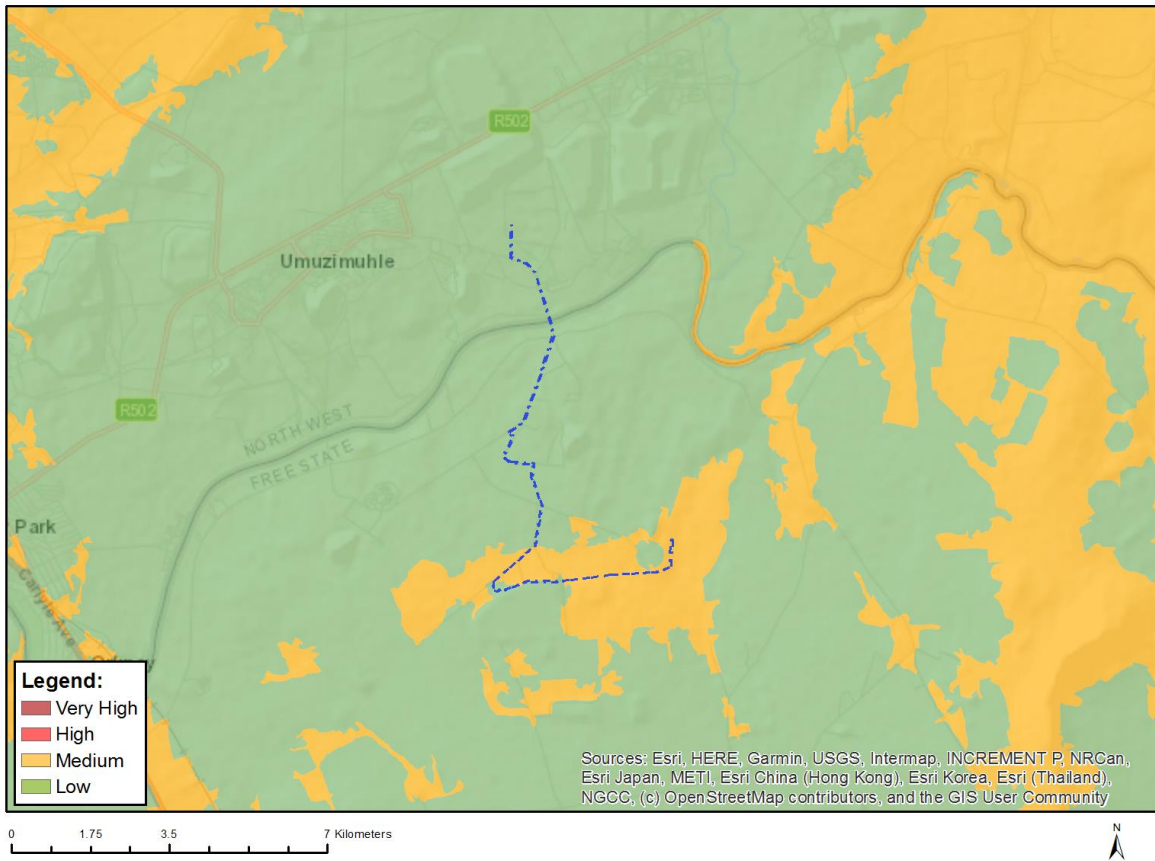 R502
Umuzimuhle
R502
NORTH WEST
FREE STATE
Park
Carlyle Ave
Legend:
Very High
High
Medium
Low
Sources: Esri, HERE, Garmin, USGS, Intermap, INCREMENT P, NRCan,
Esri Japan, METI, Esri China (Hong Kong), Esri Korea, Esri (Thailand),
NGCC, (c) OpenStreetMap contributors, and the GIS User Community
0 1.75 3.5 7 Kilometers
N